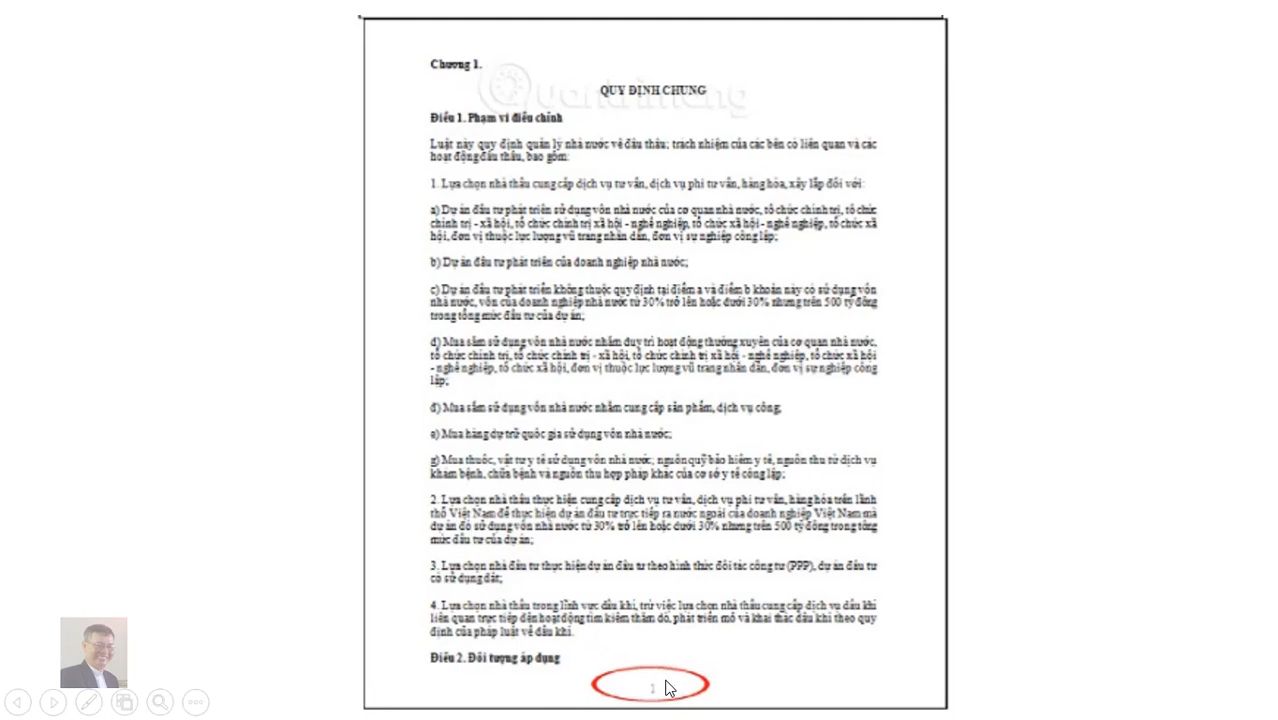 Chương 1.
Quantrimang
QUY ĐỊNH CHUNG
Điều 1. Phạm vi điều chỉnh
Luật này quy định quản lý nhà nước về đấu thầu; trách nhiệm của các bên có liên quan và các
hoạt động đấu thầu, bao gồm:
1. Lựa chọn nhà thầu cung cấp dịch vụ tư vấn, dịch vụ phi tư vấn, hàng hóa, xây lắp đối với:
a) Dự án đầu tư phát triển sử dụng vốn nhà nước của cơ quan nhà nước, tổ chức chính trị, tổ chức
chính trị - xã hội, tổ chức chính trị xã hội - nghề nghiệp, tổ chức xã hội - nghề nghiệp, tổ chức xã
hội, đơn vị thuộc lực lượng vũ trang nhân dân, đơn vị sự nghiệp công lập;
b) Dự án đầu tư phát triển của doanh nghiệp nhà nước;
c) Dự án đầu tư phát triển không thuộc quy định tại điểm a và điểm b khoản này có sử dụng vốn
nhà nước, vốn của doanh nghiệp nhà nước từ 30% trở lên hoặc dưới 30% nhưng trên 500 tỷ đồng
trong tổng mức đầu tư của dự án;
d) Mua sắm sử dụng vốn nhà nước nhằm duy trì hoạt động thường xuyên của cơ quan nhà nước,
tổ chức chính trị, tổ chức chính trị - xã hội, tổ chức chính trị xã hội - nghề nghiệp, tổ chức xã hội
- nghề nghiệp, tổ chức xã hội, đơn vị thuộc lực lượng vũ trang nhân dân, đơn vị sự nghiệp công
lập;
đ) Mua sắm sử dụng vốn nhà nước nhằm cung cấp sản phẩm, dịch vụ công;
e) Mua hàng dự trữ quốc gia sử dụng vốn nhà nước;
g) Mua thuốc, vật tư y tế sử dụng vốn nhà nước; nguồn quỹ bảo hiểm y tế, nguồn thu từ dịch vụ
khám bệnh, chữa bệnh và nguồn thu hợp pháp khác của cơ sở y tế công lập;
2. Lựa chọn nhà thầu thực hiện cung cấp dịch vụ tư vấn, dịch vụ phi tư vấn, hàng hóa trên lãnh
thổ Việt Nam để thực hiện dự án đầu tư trực tiếp ra nước ngoài của doanh nghiệp Việt Nam mà
dự án đó sử dụng vốn nhà nước từ 30% trở lên hoặc dưới 30% nhưng trên 500 tỷ đồng trong tổng
mức đầu tư của dự án;
3. Lựa chọn nhà đầu tư thực hiện dự án đầu tư theo hình thức đối tác công tư (PPP), dự án đầu tư
có sử dụng đất;
4. Lựa chọn nhà thầu trong lĩnh vực dầu khí, trừ việc lựa chọn nhà thầu cung cấp dịch vụ dầu khí
liên quan trực tiếp đến hoạt động tìm kiếm thăm dò, phát triển mỏ và khai thác dầu khí theo quy
định của pháp luật về dầu khí.
Điều 2. Đối tượng áp dụng
1